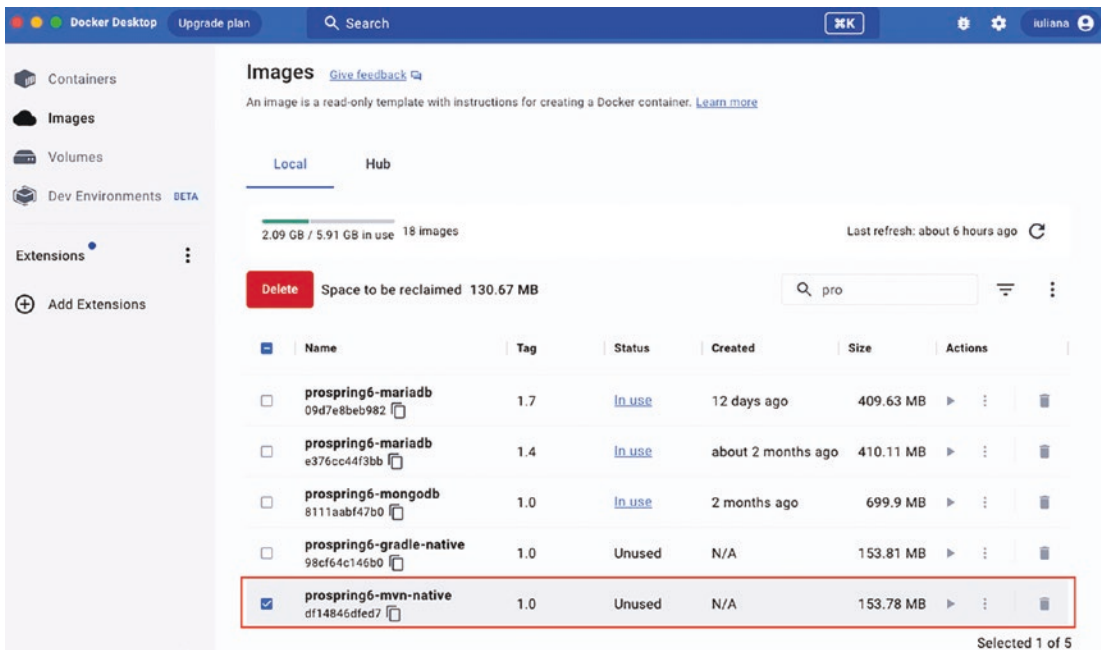 Docker Desktop Upgrade plan Search ⌘K iuliana
Containers
Images
Volumes
Dev Environments BETA
Extensions
Add Extensions
Images Give feedback
An image is a read-only template with instructions for creating a Docker container. Learn more
Local Hub
2.09 GB / 5.91 GB in use 18 images Last refresh: about 6 hours ago
Delete Space to be reclaimed 130.67 MB pro
Name Tag Status Created Size Actions
prospring6-mariadb
09d7e8beb982 1.7 In use 12 days ago 409.63 MB
prospring6-mariadb
e376cc44f3bb 1.4 In use about 2 months ago 410.11 MB
prospring6-mongodb
8111aabf47b0 1.0 In use 2 months ago 699.9 MB
prospring6-gradle-native
98cf64c146b0 1.0 Unused N/A 153.81 MB
prospring6-mvn-native
df14846dfed7 1.0 Unused N/A 153.78 MB
Selected 1 of 5